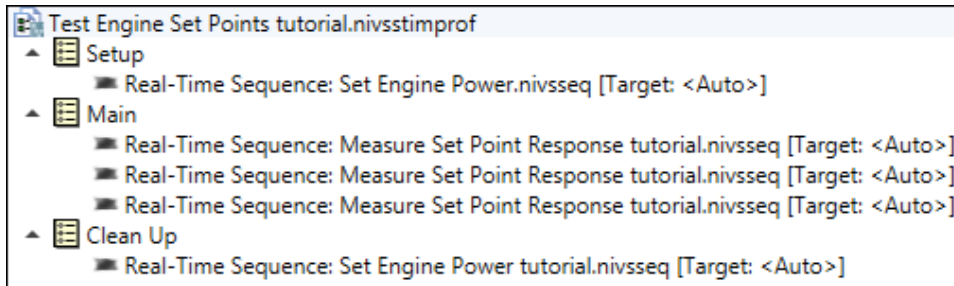 Test Engine Set Points tutorial.nivsstimprof
Setup
Real-Time Sequence: Set Engine Power.nivsseq [Target: <Auto>]
Main
Real-Time Sequence: Measure Set Point Response tutorial.nivsseq [Target: <Auto>]
Real-Time Sequence: Measure Set Point Response tutorial.nivsseq [Target: <Auto>]
Real-Time Sequence: Measure Set Point Response tutorial.nivsseq [Target: <Auto>]
Clean Up
Real-Time Sequence: Set Engine Power tutorial.nivsseq [Target: <Auto>]